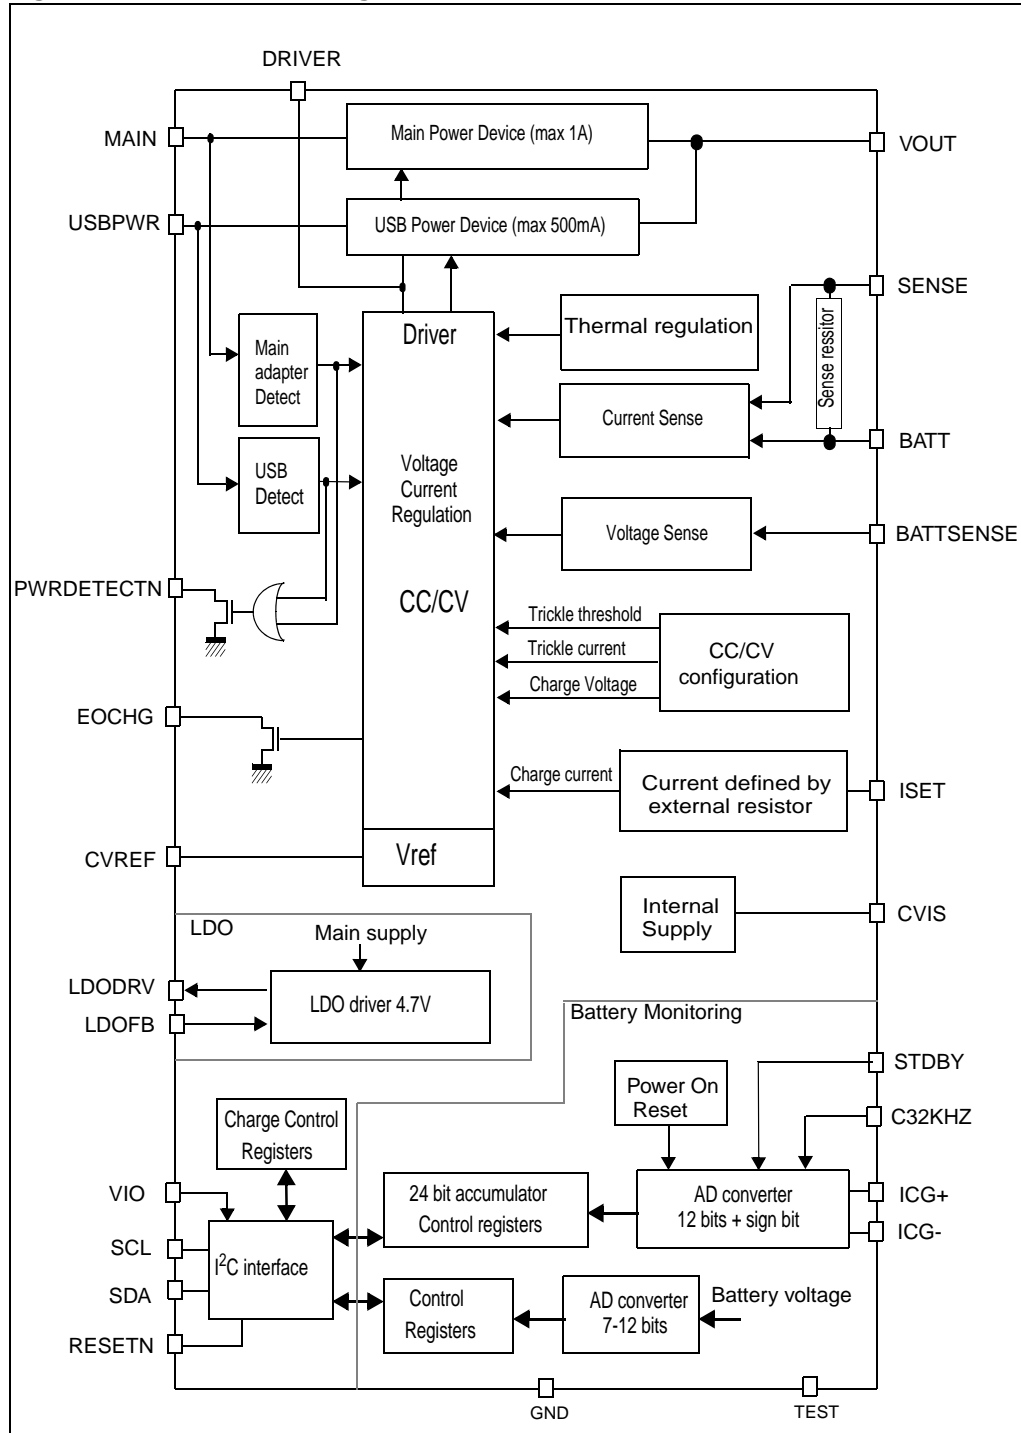 DRIVER
MAIN
Main Power Device (max 1A)
VOUT
USBPWR
USB Power Device (max 500mA)
SENSE
Driver
Thermal regulation
Sense ressitor
Main
adapter
Detect
Current Sense
BATT
USB
Detect
Voltage
Current
Regulation
Voltage Sense
BATTSENSE
PWRDETECTN
CC/CV
Trickle threshold
Trickle current
Charge Voltage
CC/CV
configuration
EOCHG
Charge current
Current defined by
external resistor
ISET
CVREF
Vref
Internal
Supply
CVIS
LDO
Main supply
LDODRV
LDOFB
LDO driver 4.7V
Battery Monitoring
STDBY
Power On
Reset
C32KHZ
Charge Control
Registers
VIO
24 bit accumulator
Control registers
AD converter
12 bits + sign bit
ICG+
ICG-
SCL
I2C interface
SDA
Control
Registers
AD converter
7-12 bits
Battery voltage
RESETN
GND
TEST